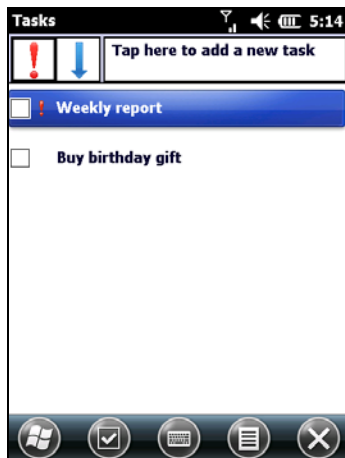 Tasks 5:14
Tap here to add a new task
Weekly report
Buy birthday gift